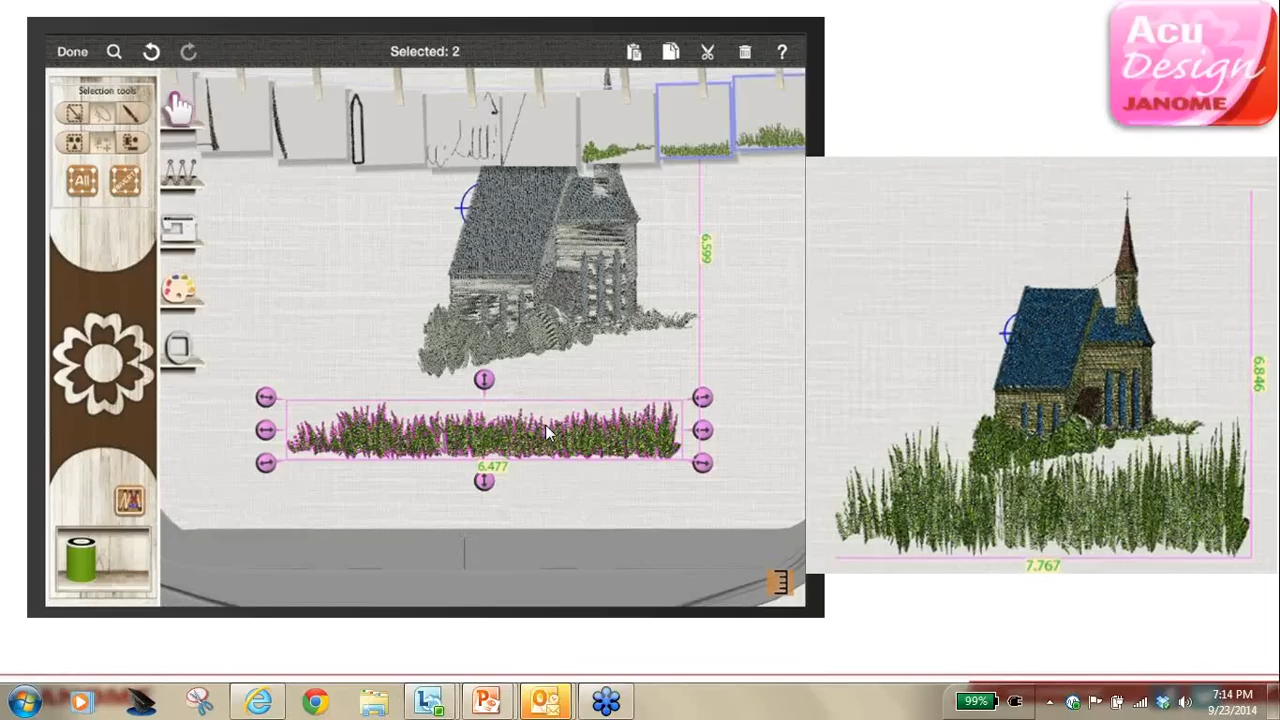 Done
Selected: 2
?
Selection tools
All
6.599
6.477
Acu
Design
JANOME
6.846
7.767
99%
7:14 PM
9/23/2014